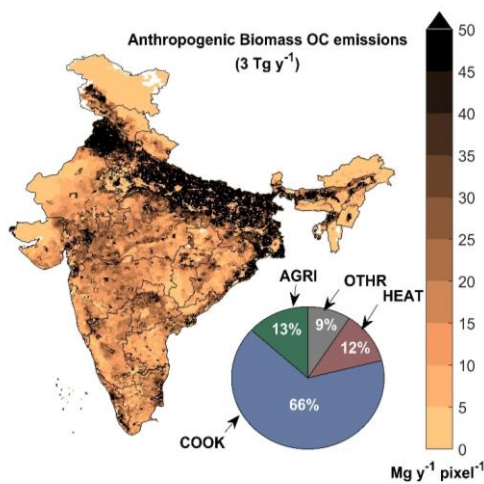 Anthropogenic Biomass OC emissions
(3 Tg y⁻¹)
50
45
40
35
30
25
20
15
10
5
0
Mg y⁻¹ pixel⁻¹
AGRI
OTHR
HEAT
13%
9%
12%
66%
COOK